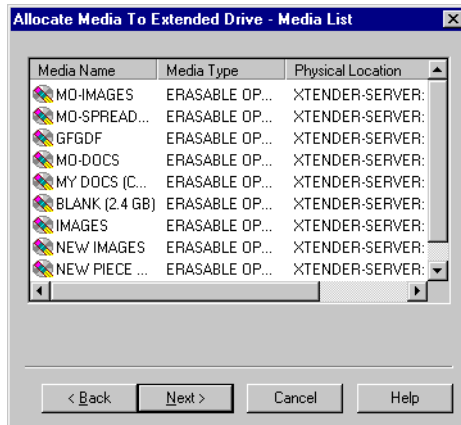 Allocate Media To Extended Drive - Media List
Media Name Media Type Physical Location
MO-IMAGES ERASABLE OP... XTENDER-SERVER:
MO-SPREAD... ERASABLE OP... XTENDER-SERVER:
GFGDF ERASABLE OP... XTENDER-SERVER:
MO-DOCS ERASABLE OP... XTENDER-SERVER:
MY DOCS (C... ERASABLE OP... XTENDER-SERVER:
BLANK (2.4 GB) ERASABLE OP... XTENDER-SERVER:
IMAGES ERASABLE OP... XTENDER-SERVER:
NEW IMAGES ERASABLE OP... XTENDER-SERVER:
NEW PIECE ... ERASABLE OP... XTENDER-SERVER:
< Back Next > Cancel Help